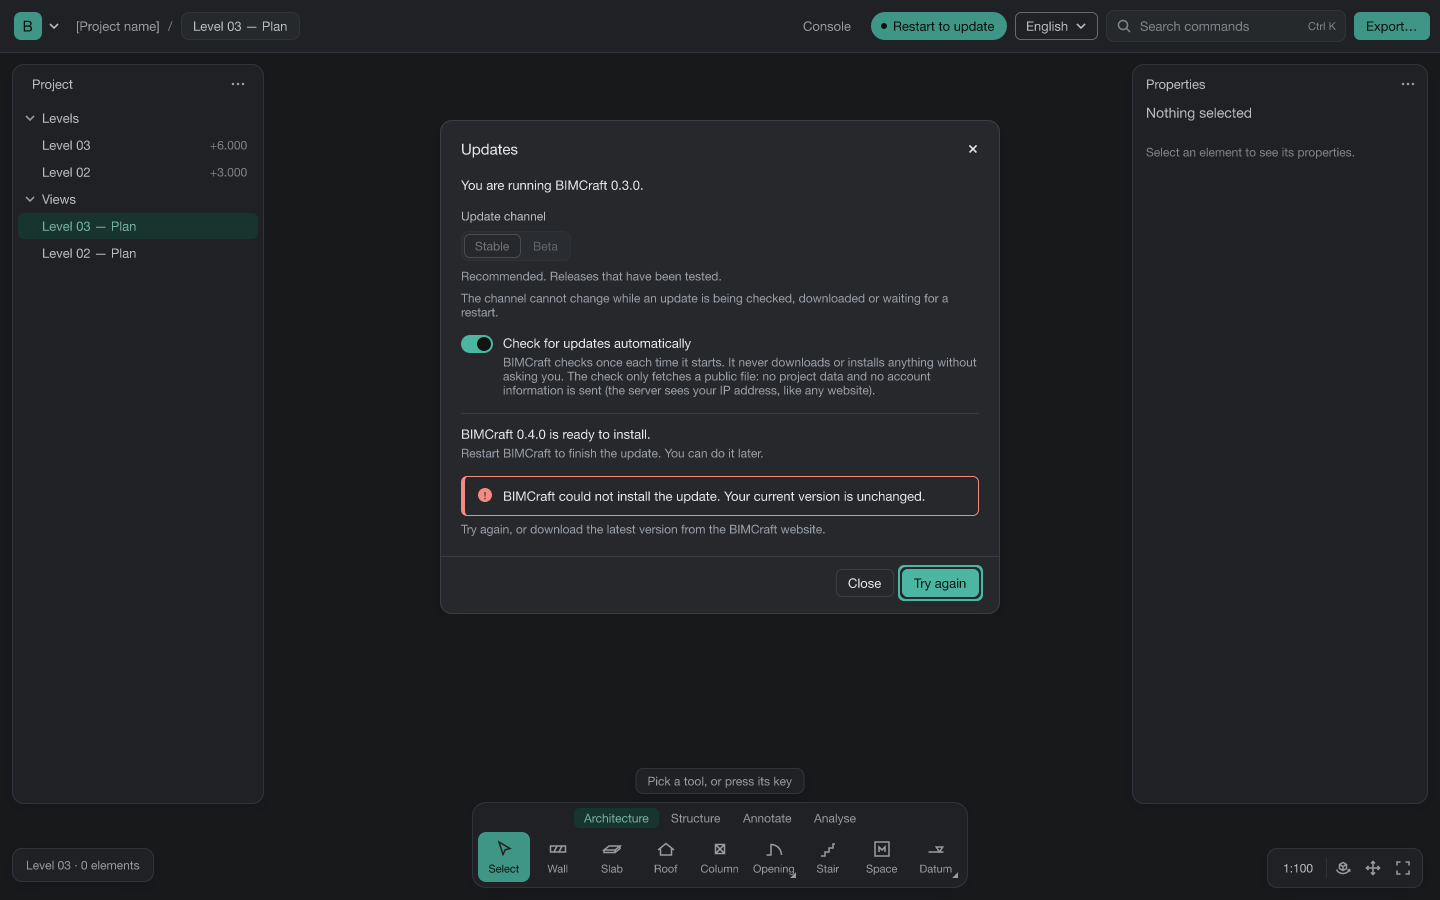 B
[Project name] /
Level 03 — Plan
Console
Restart to update
English
Search commands
Ctrl K
Export...
Project
Levels
Level 03 +6.000
Level 02 +3.000
Views
Level 03 — Plan
Level 02 — Plan
Updates
You are running BIMCraft 0.3.0.
Update channel
Stable Beta
Recommended. Releases that have been tested.
The channel cannot change while an update is being checked, downloaded or waiting for a
restart.
Check for updates automatically
BIMCraft checks once each time it starts. It never downloads or installs anything without
asking you. The check only fetches a public file: no project data and no account
information is sent (the server sees your IP address, like any website).
BIMCraft 0.4.0 is ready to install.
Restart BIMCraft to finish the update. You can do it later.
BIMCraft could not install the update. Your current version is unchanged.
Try again, or download the latest version from the BIMCraft website.
Close
Try again
Properties
Nothing selected
Select an element to see its properties.
Pick a tool, or press its key
Architecture Structure Annotate Analyse
Select Wall Slab Roof Column Opening Stair Space Datum
Level 03 · 0 elements
1:100